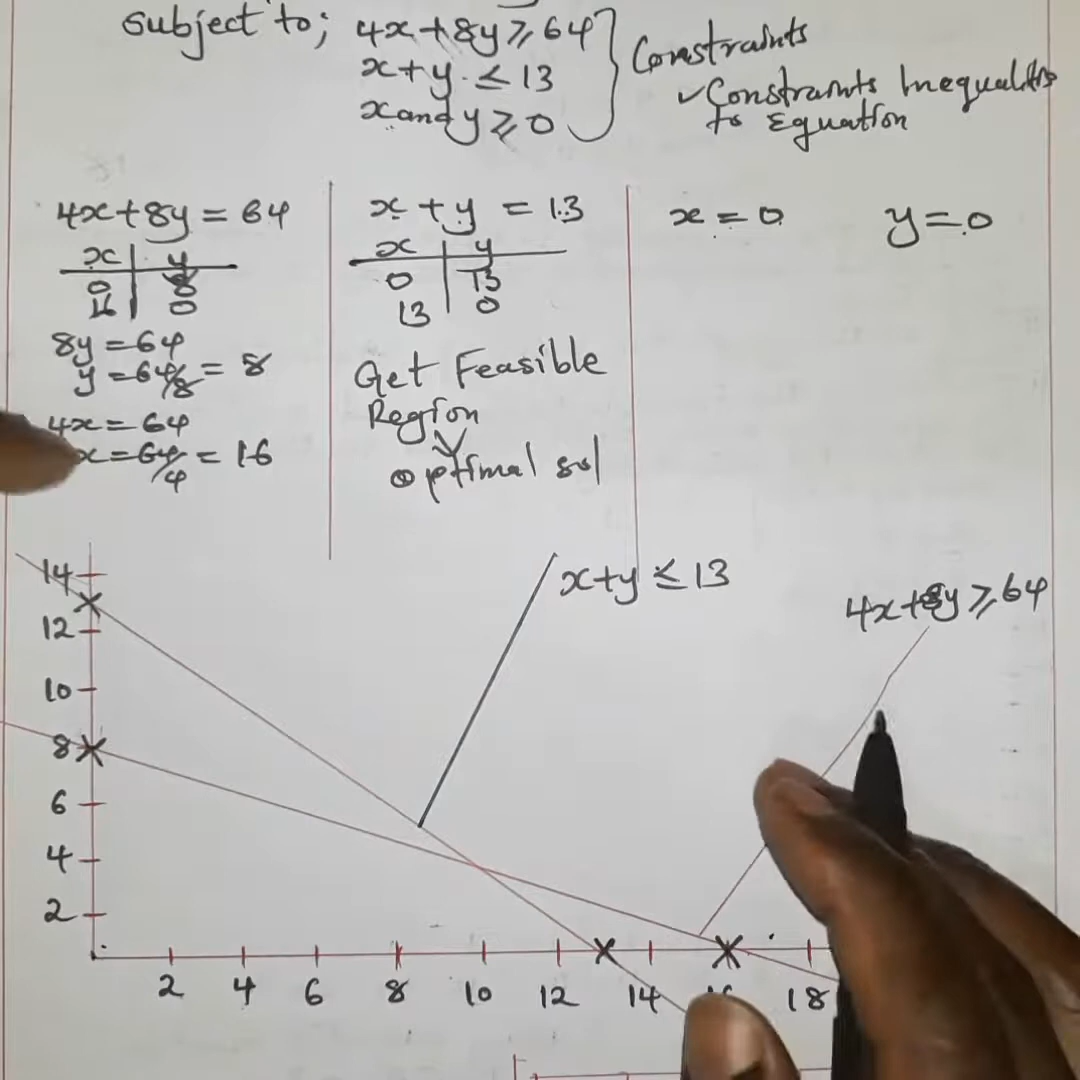 Subject to; 4x+8y ≥ 64
x+y ≤ 13
x and y ≥ 0
Constraints
✓Constraints Inequalities
to Equation
4x+8y = 64
x | y
0 | 8
16 | 0
8y = 64
y = 64/8 = 8
4x = 64
x = 64/4 = 16
x + y = 13
x | y
0 | 13
13 | 0
Get Feasible
Region
optimal sol
x = 0
y = 0
x+y ≤ 13
4x+8y ≥ 64
14
12
10
8
6
4
2
2 4 6 8 10 12 14 16 18